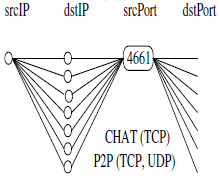 srcIP dstIP srcPort dstPort
4661
CHAT (TCP)
P2P (TCP, UDP)